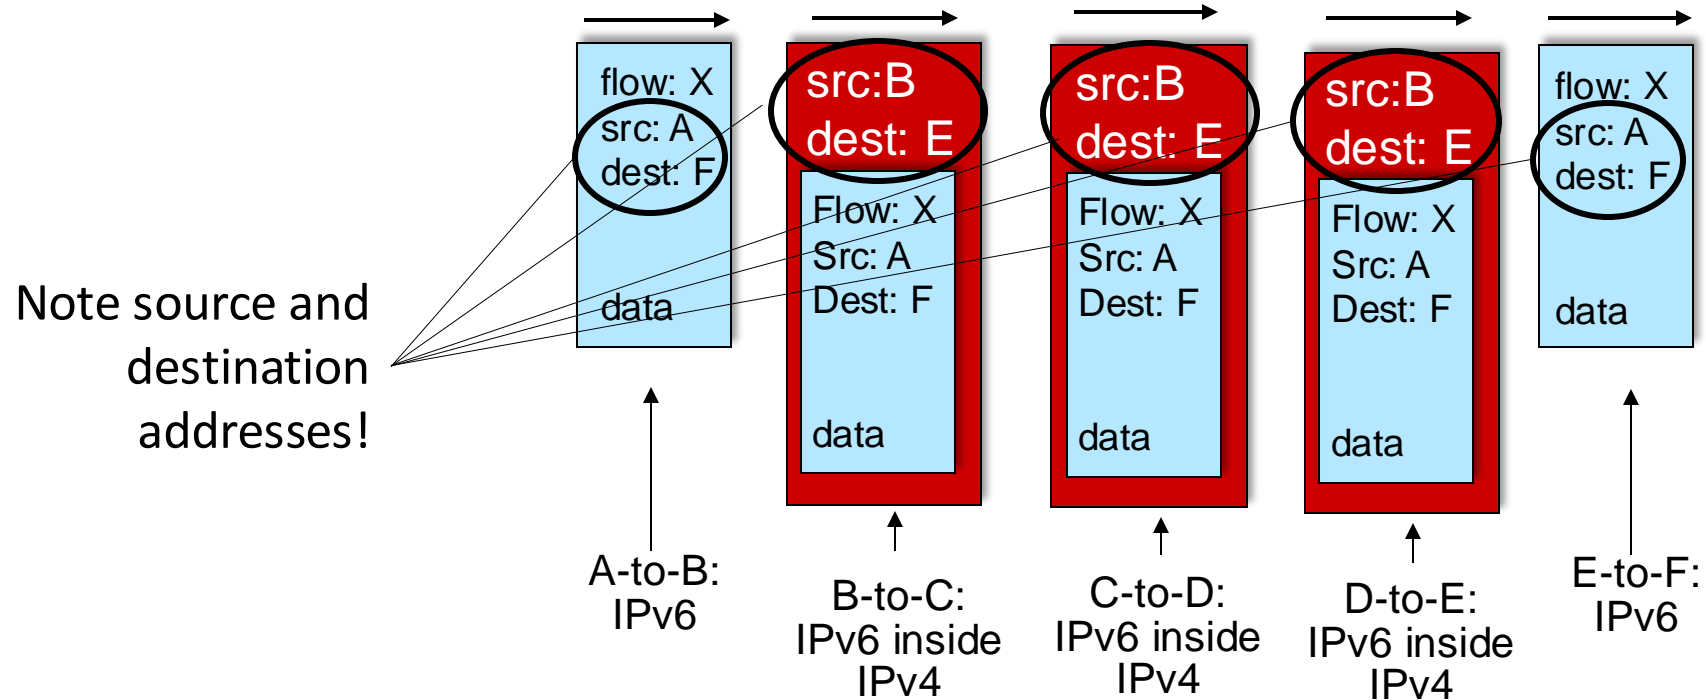 Note source and
destination
addresses!
flow: X
src: A
dest: F
data
A-to-B:
IPv6
src:B
dest: E
Flow: X
Src: A
Dest: F
data
B-to-C:
IPv6 inside
IPv4
src:B
dest: E
Flow: X
Src: A
Dest: F
data
C-to-D:
IPv6 inside
IPv4
src:B
dest: E
Flow: X
Src: A
Dest: F
data
D-to-E:
IPv6 inside
IPv4
flow: X
src: A
dest: F
data
E-to-F:
IPv6